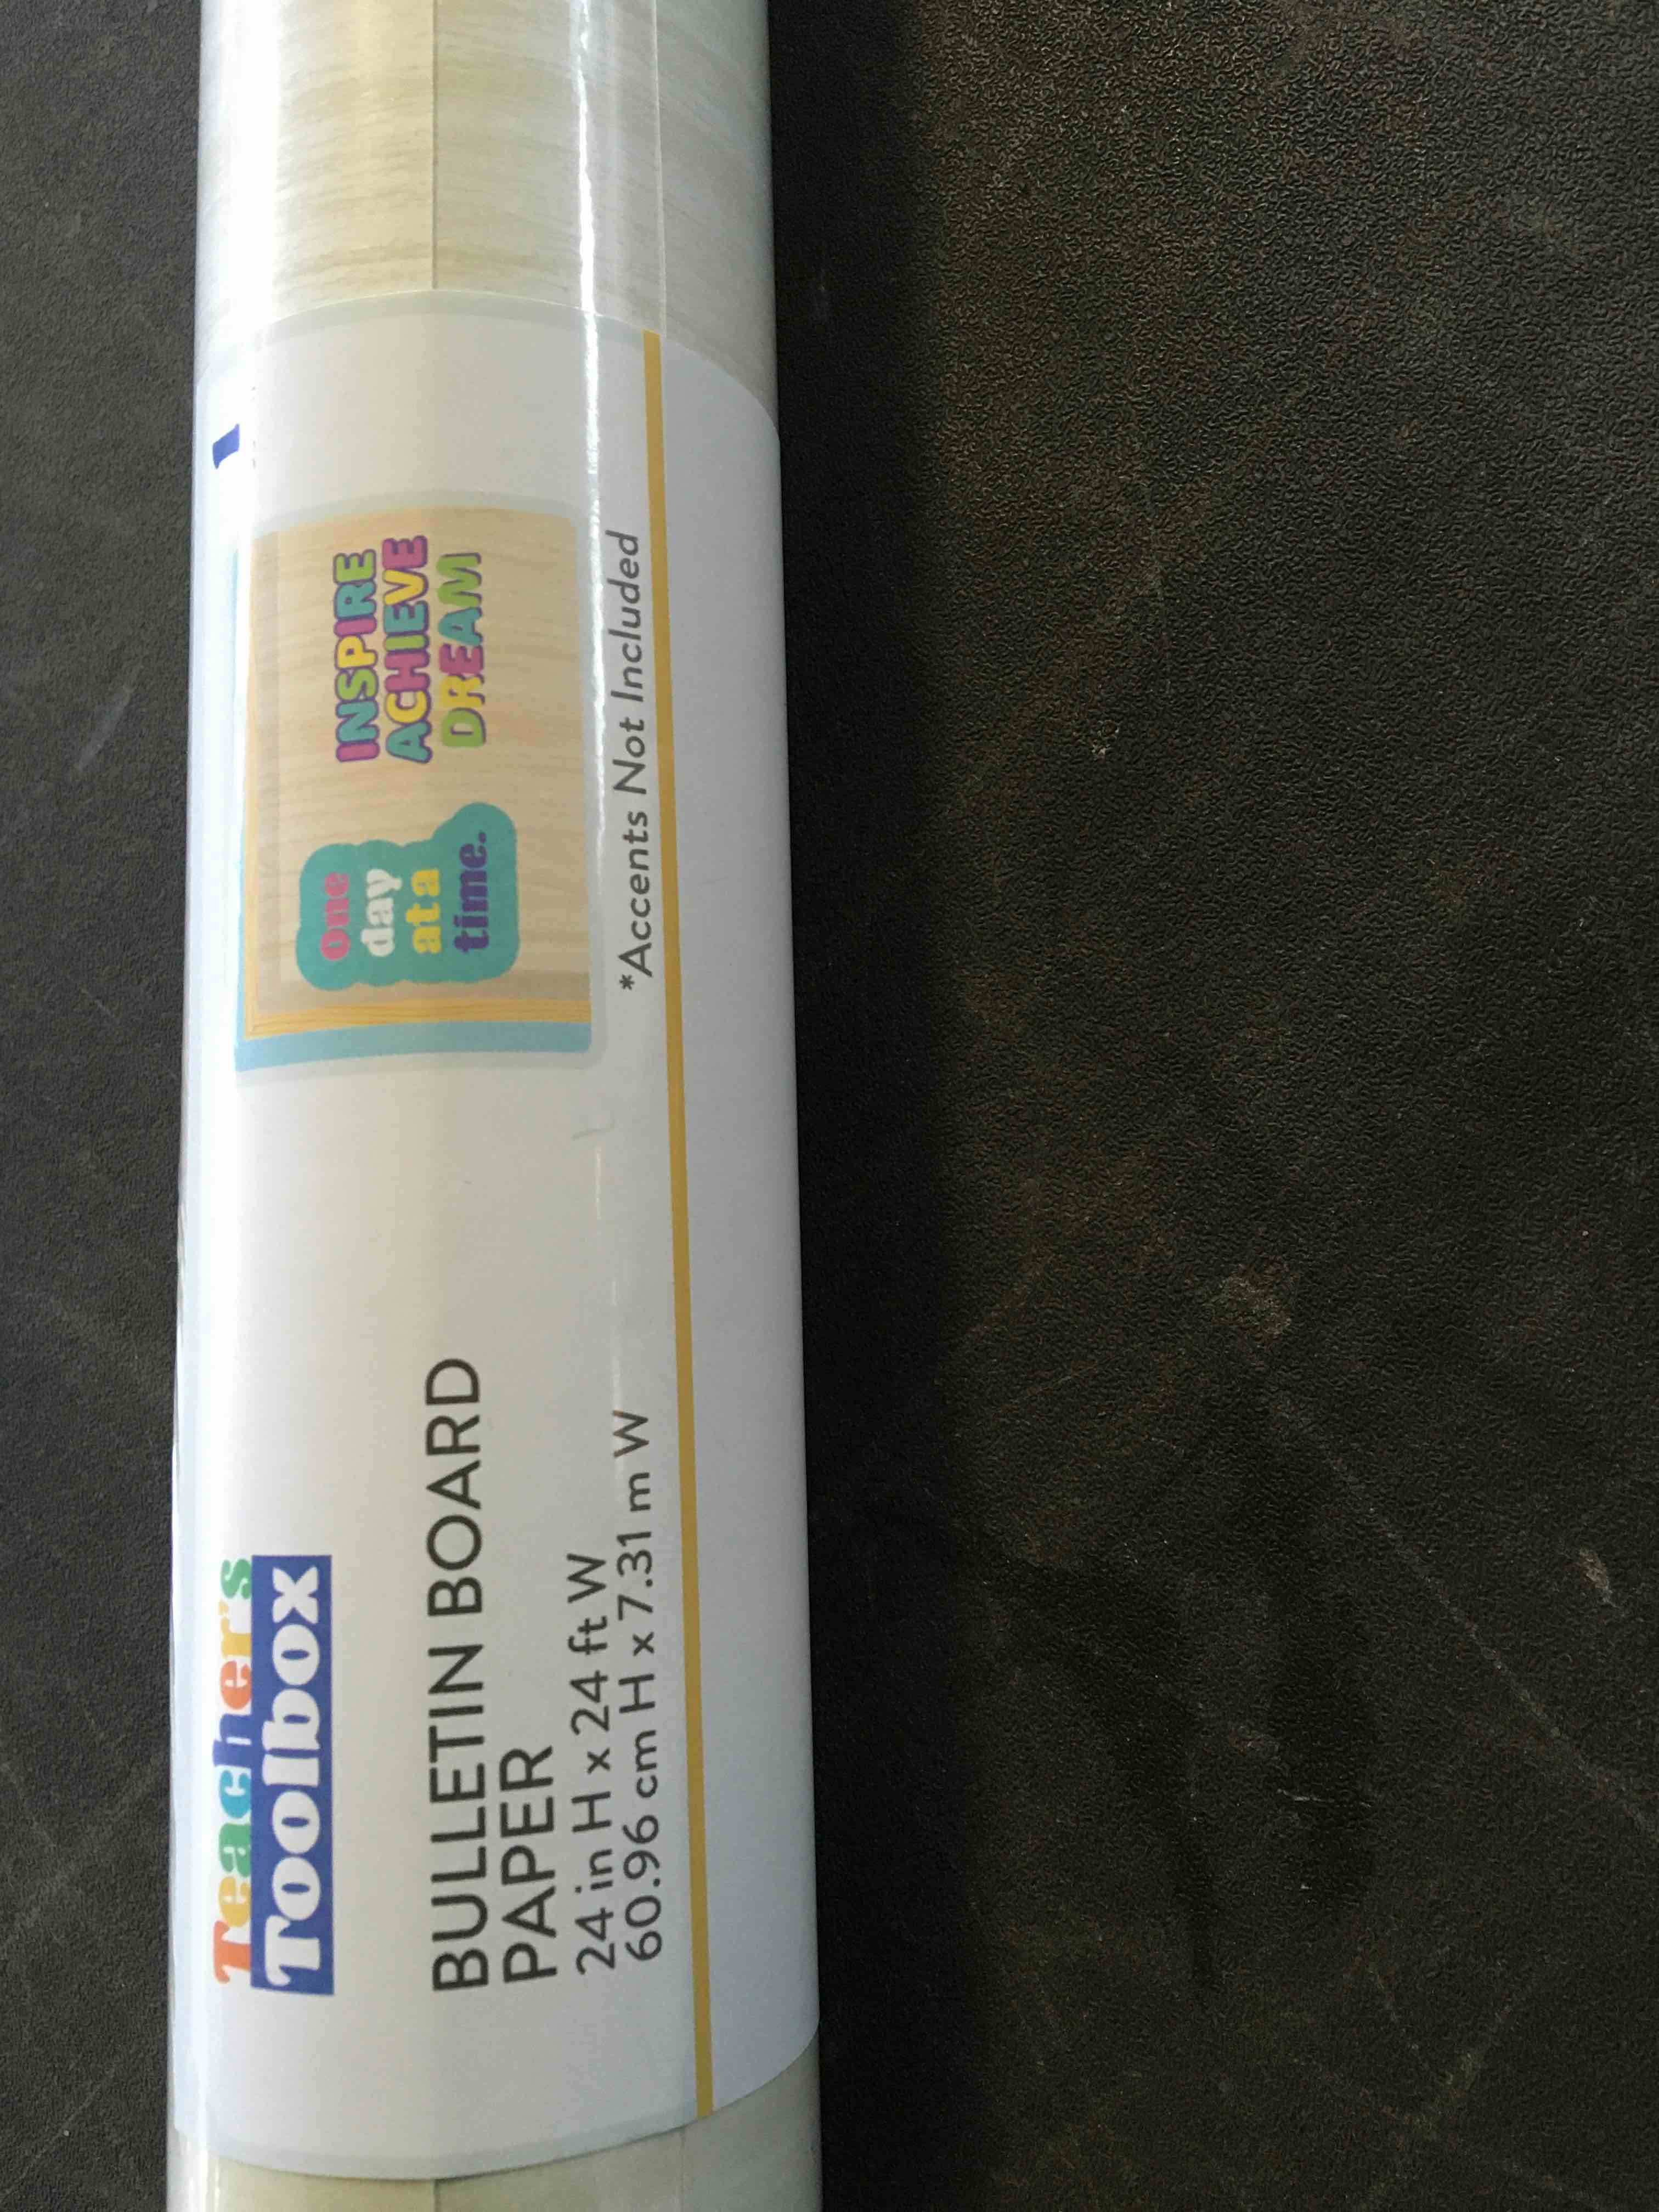 Teacher's
Toolbox
BULLETIN BOARD
PAPER
24 in H x 24 ft W
60.96 cm H x 7.31 m W
One
day
at a
time.
INSPIRE
ACHIEVE
DREAM
*Accents Not Included